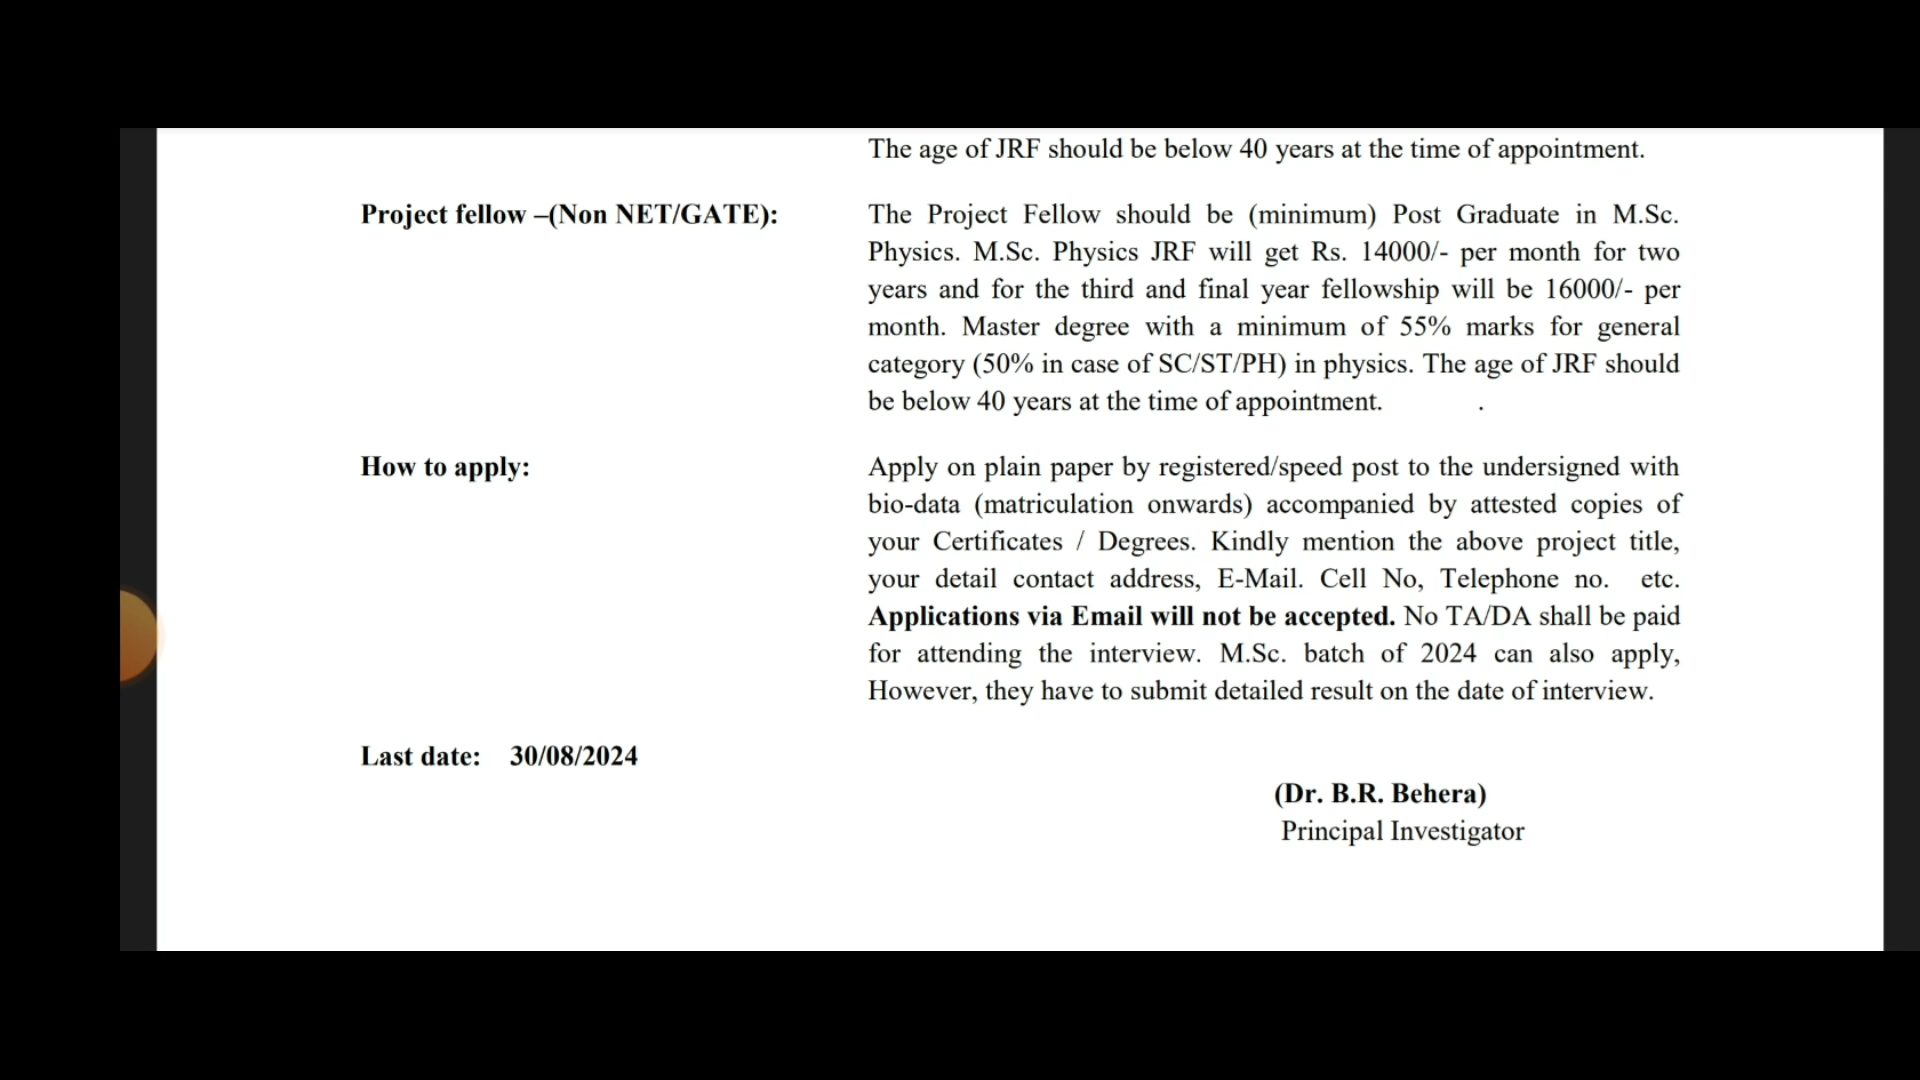 The age of JRF should be below 40 years at the time of appointment.
Project fellow –(Non NET/GATE):
The Project Fellow should be (minimum) Post Graduate in M.Sc.
Physics. M.Sc. Physics JRF will get Rs. 14000/- per month for two
years and for the third and final year fellowship will be 16000/- per
month. Master degree with a minimum of 55% marks for general
category (50% in case of SC/ST/PH) in physics. The age of JRF should
be below 40 years at the time of appointment. .
How to apply:
Apply on plain paper by registered/speed post to the undersigned with
bio-data (matriculation onwards) accompanied by attested copies of
your Certificates / Degrees. Kindly mention the above project title,
your detail contact address, E-Mail. Cell No, Telephone no. etc.
Applications via Email will not be accepted. No TA/DA shall be paid
for attending the interview. M.Sc. batch of 2024 can also apply,
However, they have to submit detailed result on the date of interview.
Last date: 30/08/2024
(Dr. B.R. Behera)
Principal Investigator